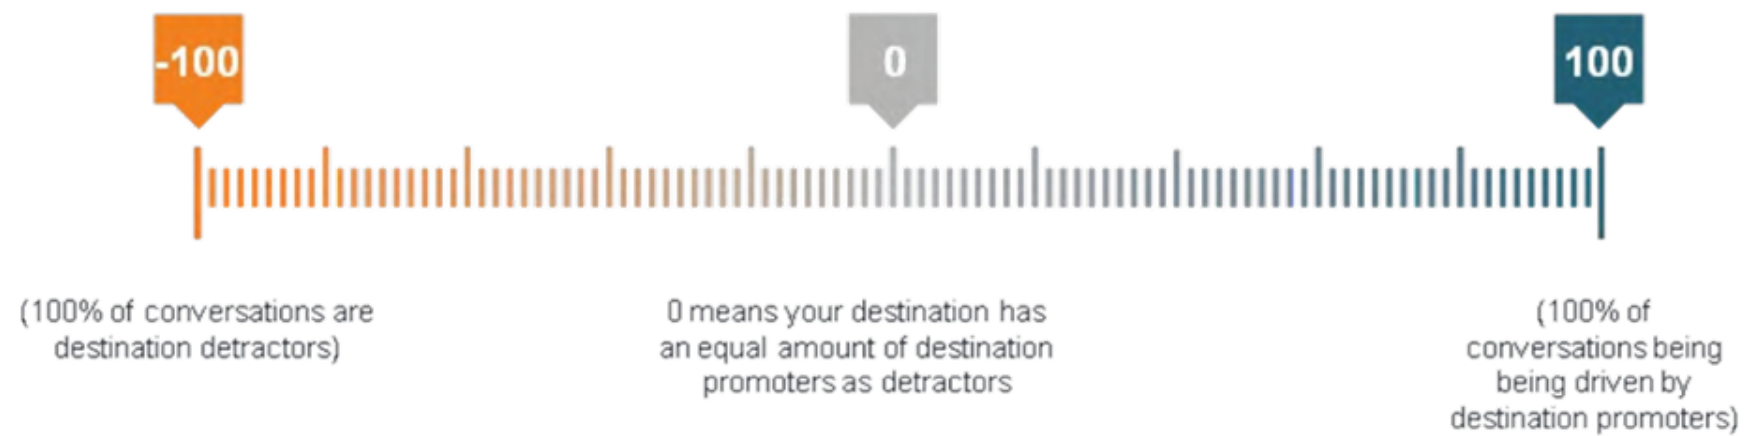 -100
0
100
(100% of conversations are
destination detractors)
0 means your destination has
an equal amount of destination
promoters as detractors
(100% of
conversations being
being driven by
destination promoters)